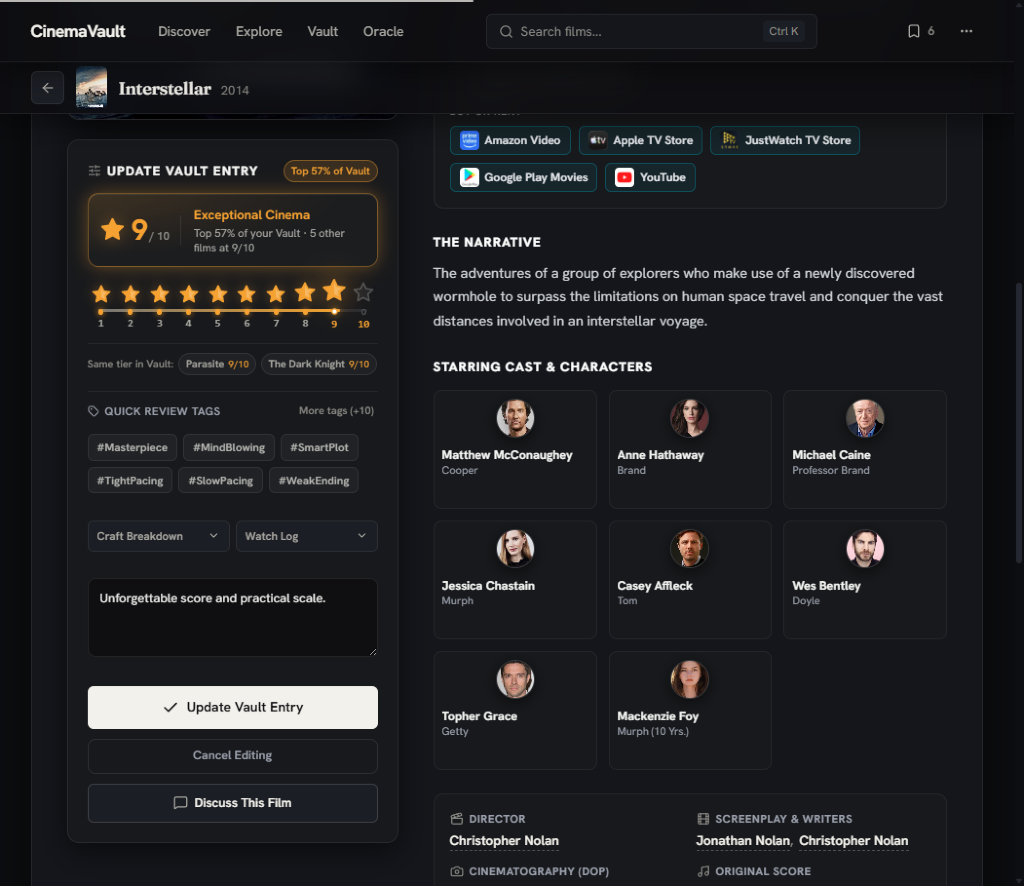 CinemaVault
Discover
Explore
Vault
Oracle
Search films...
Ctrl K
6
Interstellar 2014
UPDATE VAULT ENTRY
Top 57% of Vault
9 / 10
Exceptional Cinema
Top 57% of your Vault · 5 other
films at 9/10
1 2 3 4 5 6 7 8 9 10
Same tier in Vault: Parasite 9/10 The Dark Knight 9/10
QUICK REVIEW TAGS
More tags (+10)
#Masterpiece #MindBlowing #SmartPlot
#TightPacing #SlowPacing #WeakEnding
Craft Breakdown
Watch Log
Unforgettable score and practical scale.
Update Vault Entry
Cancel Editing
Discuss This Film
Amazon Video
Apple TV Store
JustWatch TV Store
Google Play Movies
YouTube
THE NARRATIVE
The adventures of a group of explorers who make use of a newly discovered
wormhole to surpass the limitations on human space travel and conquer the vast
distances involved in an interstellar voyage.
STARRING CAST & CHARACTERS
Matthew McConaughey
Cooper
Anne Hathaway
Brand
Michael Caine
Professor Brand
Jessica Chastain
Murph
Casey Affleck
Tom
Wes Bentley
Doyle
Topher Grace
Getty
Mackenzie Foy
Murph (10 Yrs.)
DIRECTOR
Christopher Nolan
SCREENPLAY & WRITERS
Jonathan Nolan, Christopher Nolan
CINEMATOGRAPHY (DOP)
ORIGINAL SCORE